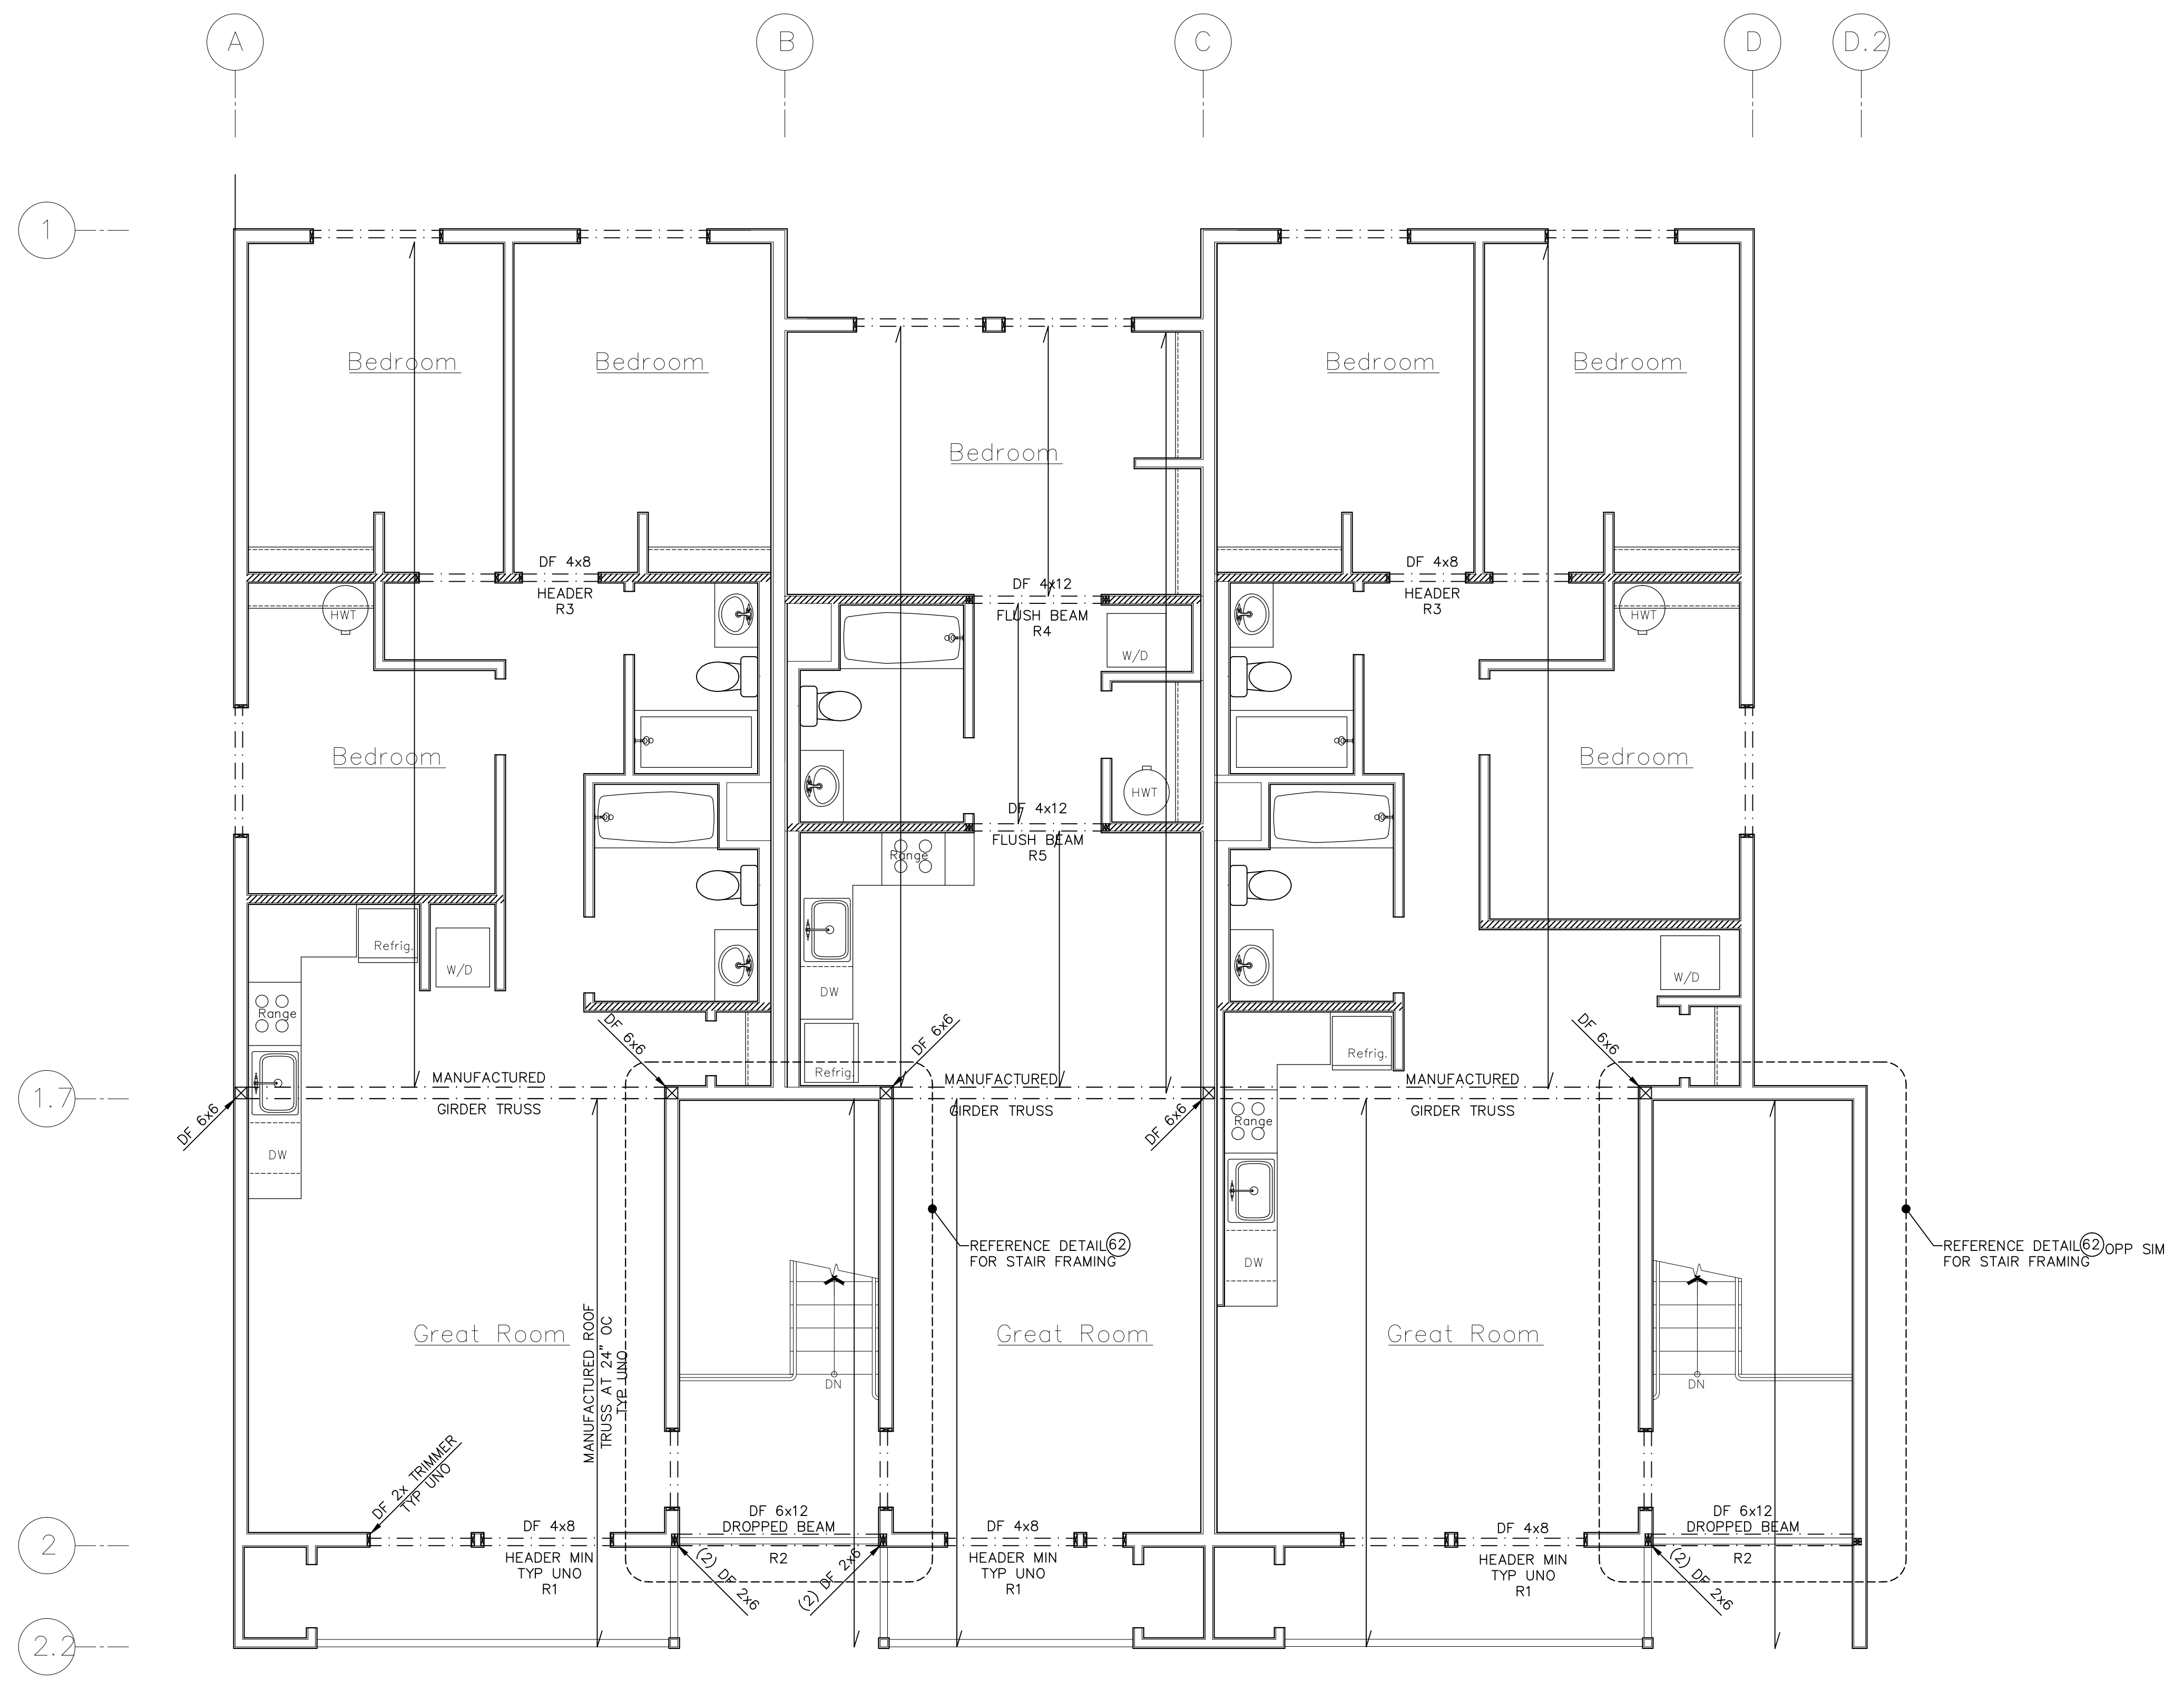 A
B
C
D
D.2
1
Bedroom
Bedroom
Bedroom
Bedroom
Bedroom
DF 4x8
HEADER
R3
DF 4x12
FLUSH BEAM
R4
DF 4x8
HEADER
R3
HWT
W/D
HWT
Bedroom
Bedroom
HWT
DF 4x12
FLUSH BEAM
R5
Range
Refrig.
W/D
DW
W/D
Range
DF 6x6
DF 6x6
DF 6x6
Refrig.
Refrig.
1.7
MANUFACTURED
GIRDER TRUSS
MANUFACTURED
GIRDER TRUSS
MANUFACTURED
GIRDER TRUSS
DF 6x6
DF 6x6
Range
DW
REFERENCE DETAIL 62
FOR STAIR FRAMING
REFERENCE DETAIL 62 OPP SIM
FOR STAIR FRAMING
DW
Great Room
MANUFACTURED ROOF
TRUSS AT 24" OC
TYP UNO
Great Room
Great Room
DN
DN
DF 2x TRIMMER
TYP UNO
2
DF 4x8
HEADER MIN
TYP UNO
R1
DF 6x12
DROPPED BEAM
R2
DF 4x8
HEADER MIN
TYP UNO
R1
DF 4x8
HEADER MIN
TYP UNO
R1
DF 6x12
DROPPED BEAM
R2
(2) DF 2x6
(2) DF 2x6
(2) DF 2x6
2.2